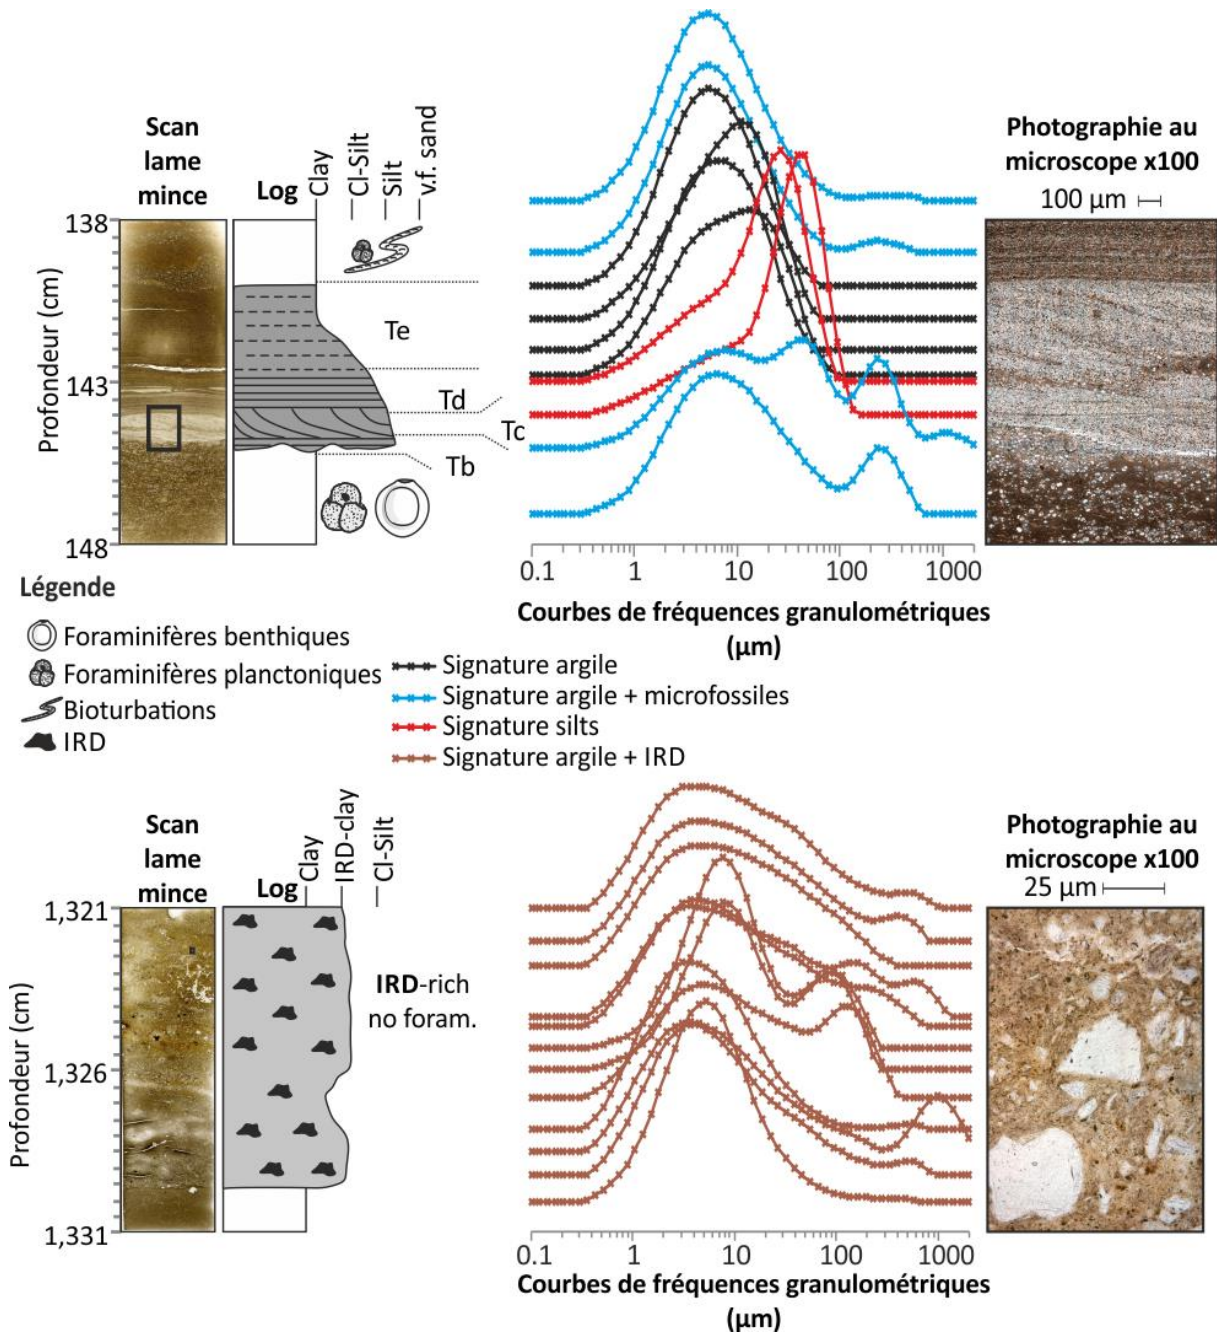 Scan
lame
mince
Log
Clay
Cl-Silt
Silt
v.f. sand
Photographie au
microscope x100
100 µm
138
143
148
Profondeur (cm)
Te
Td
Tc
Tb
0.1 1 10 100 1000
Courbes de fréquences granulométriques
(µm)
Légende
Foraminifères benthiques
Foraminifères planctoniques
Bioturbations
IRD
Signature argile
Signature argile + microfossiles
Signature silts
Signature argile + IRD
Scan
lame
mince
Log
Clay
IRD-clay
Cl-Silt
Photographie au
microscope x100
25 µm
1,321
1,326
1,331
Profondeur (cm)
IRD-rich
no foram.
0.1 1 10 100 1000
Courbes de fréquences granulométriques
(µm)